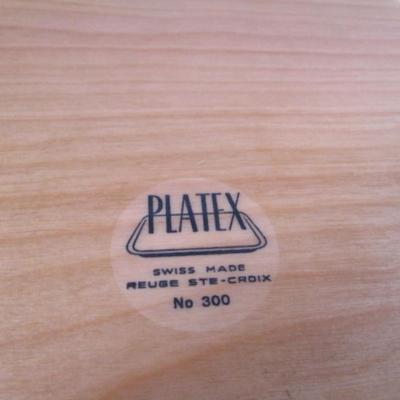 PLATEX
SWISS MADE
REUGE STE-CROIX
No 300